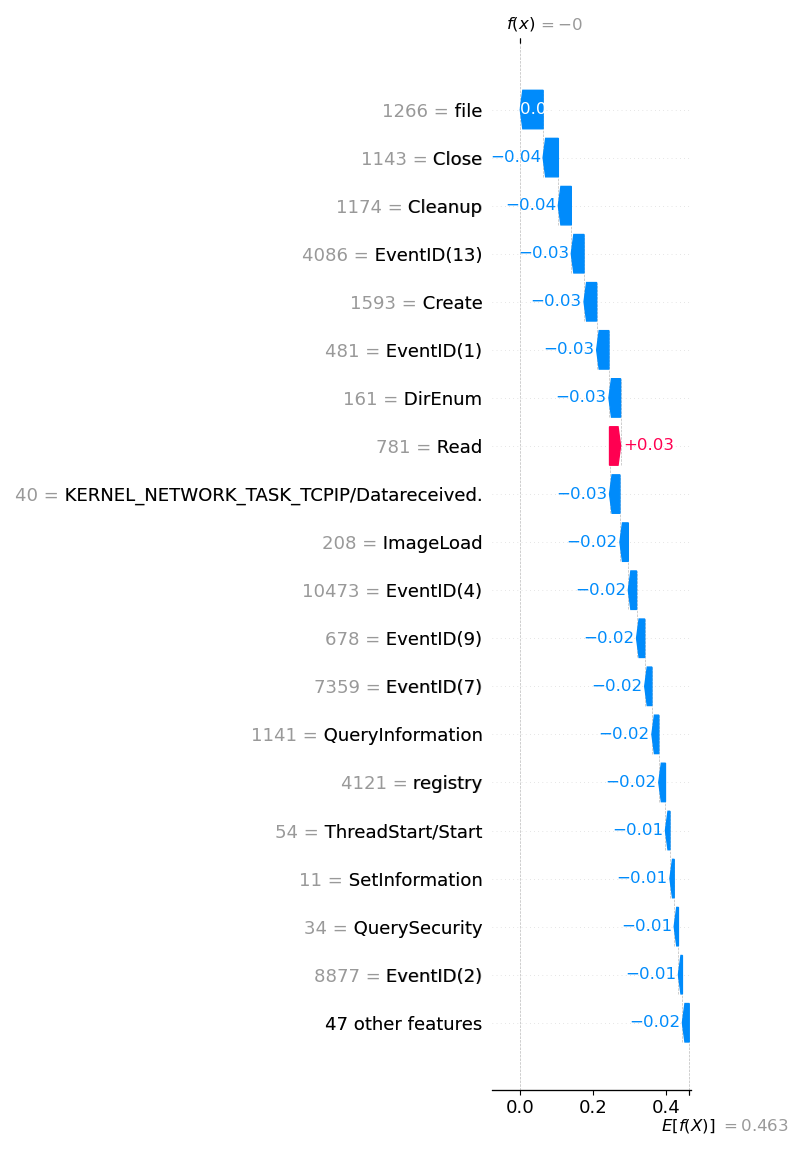 f(x) = −0
1266 = file
1143 = Close
−0.04
1174 = Cleanup
−0.04
4086 = EventID(13)
−0.03
1593 = Create
−0.03
481 = EventID(1)
−0.03
161 = DirEnum
−0.03
781 = Read
+0.03
40 = KERNEL_NETWORK_TASK_TCPIP/Datareceived.
−0.03
208 = ImageLoad
−0.02
10473 = EventID(4)
−0.02
678 = EventID(9)
−0.02
7359 = EventID(7)
−0.02
1141 = QueryInformation
−0.02
4121 = registry
−0.02
54 = ThreadStart/Start
−0.01
11 = SetInformation
−0.01
34 = QuerySecurity
−0.01
8877 = EventID(2)
−0.01
47 other features
−0.02
0.0 0.2 0.4
E[f(X)] = 0.463